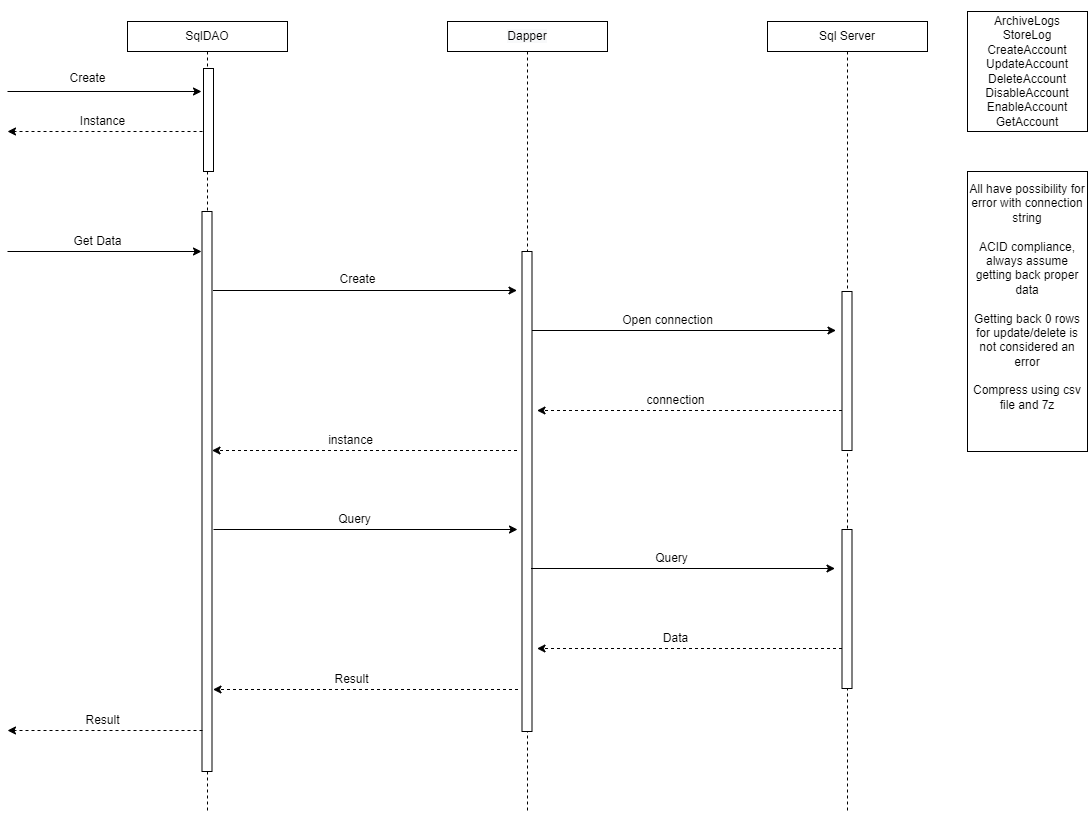 SqlDAO
Dapper
Sql Server
ArchiveLogs
StoreLog
CreateAccount
UpdateAccount
DeleteAccount
DisableAccount
EnableAccount
GetAccount
Create
Instance
All have possibility for
error with connection
string
ACID compliance,
always assume
getting back proper
data
Getting back 0 rows
for update/delete is
not considered an
error
Compress using csv
file and 7z
Get Data
Create
Open connection
connection
instance
Query
Query
Data
Result
Result